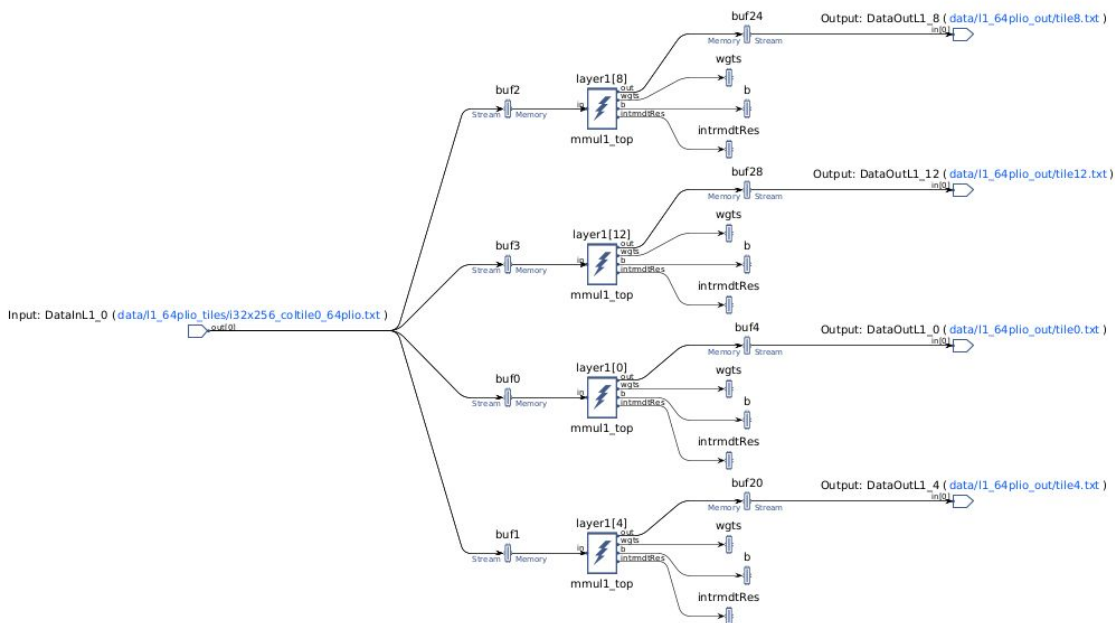 buf24
Output: DataOutL1_8 ( data/l1_64plio_out/tile8.txt )
Memory Stream
in[0]
wgts
layer1[8]
buf2
out
wgts
b
b
in
Stream Memory
intrmdtRes
mmul1_top
intrmdtRes
buf28
Output: DataOutL1_12 ( data/l1_64plio_out/tile12.txt)
Memory Stream
in[0]
wgts
layer1[12]
buf3
out
wgts
b
b
in
Stream Memory
intrmdtRes
mmul1_top
intrmdtRes
Input: DataInL1_0 ( data/l1_64plio_tiles/i32x256_coltile0_64plio.txt )
out[0]
buf4
Output: DataOutL1_0 ( data/l1_64plio_out/tile0.txt )
Memory Stream
in[0]
wgts
layer1[0]
buf0
out
wgts
b
b
in
Stream Memory
intrmdtRes
mmul1_top
intrmdtRes
buf20
Output: DataOutL1_4 ( data/l1_64plio_out/tile4.txt )
Memory Stream
in[0]
wgts
layer1[4]
buf1
out
wgts
b
b
in
Stream Memory
intrmdtRes
mmul1_top
intrmdtRes